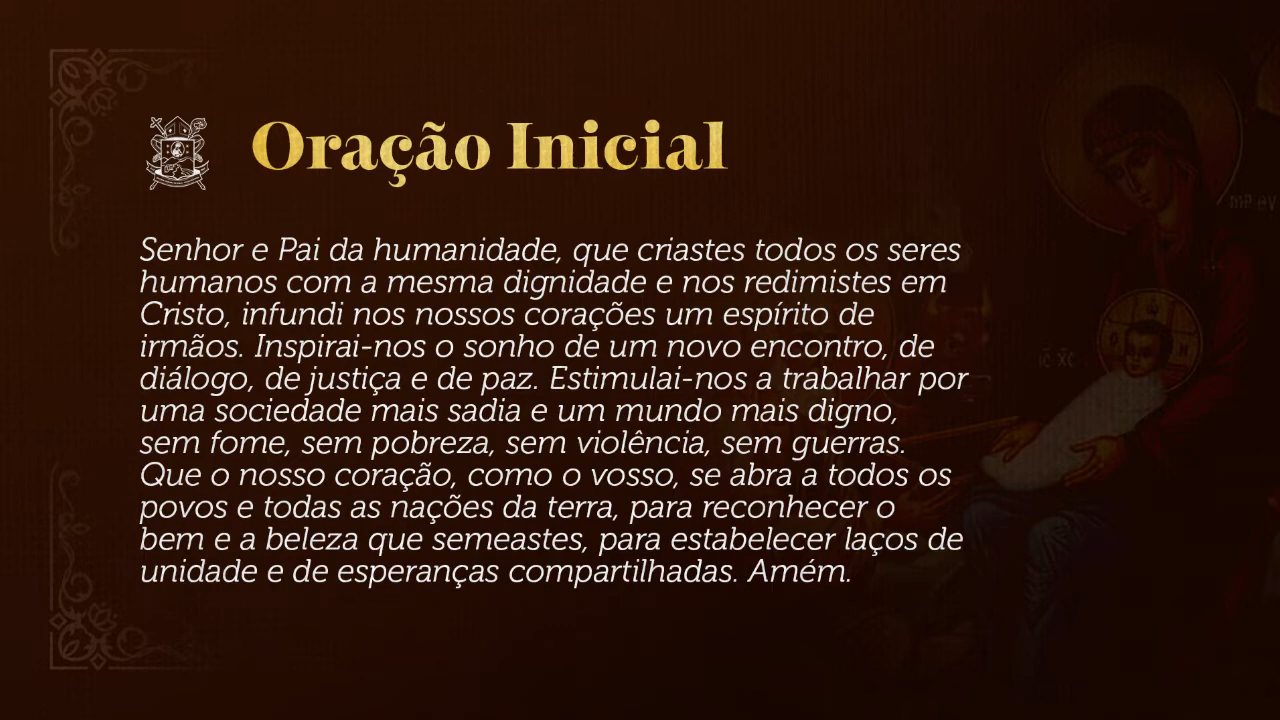 Oração Inicial
Senhor e Pai da humanidade, que criastes todos os seres
humanos com a mesma dignidade e nos redimistes em
Cristo, infundi nos nossos corações um espírito de
irmãos. Inspirai-nos o sonho de um novo encontro, de
diálogo, de justiça e de paz. Estimulai-nos a trabalhar por
uma sociedade mais sadia e um mundo mais digno,
sem fome, sem pobreza, sem violência, sem guerras.
Que o nosso coração, como o vosso, se abra a todos os
povos e todas as nações da terra, para reconhecer o
bem e a beleza que semeastes, para estabelecer laços de
unidade e de esperanças compartilhadas. Amém.